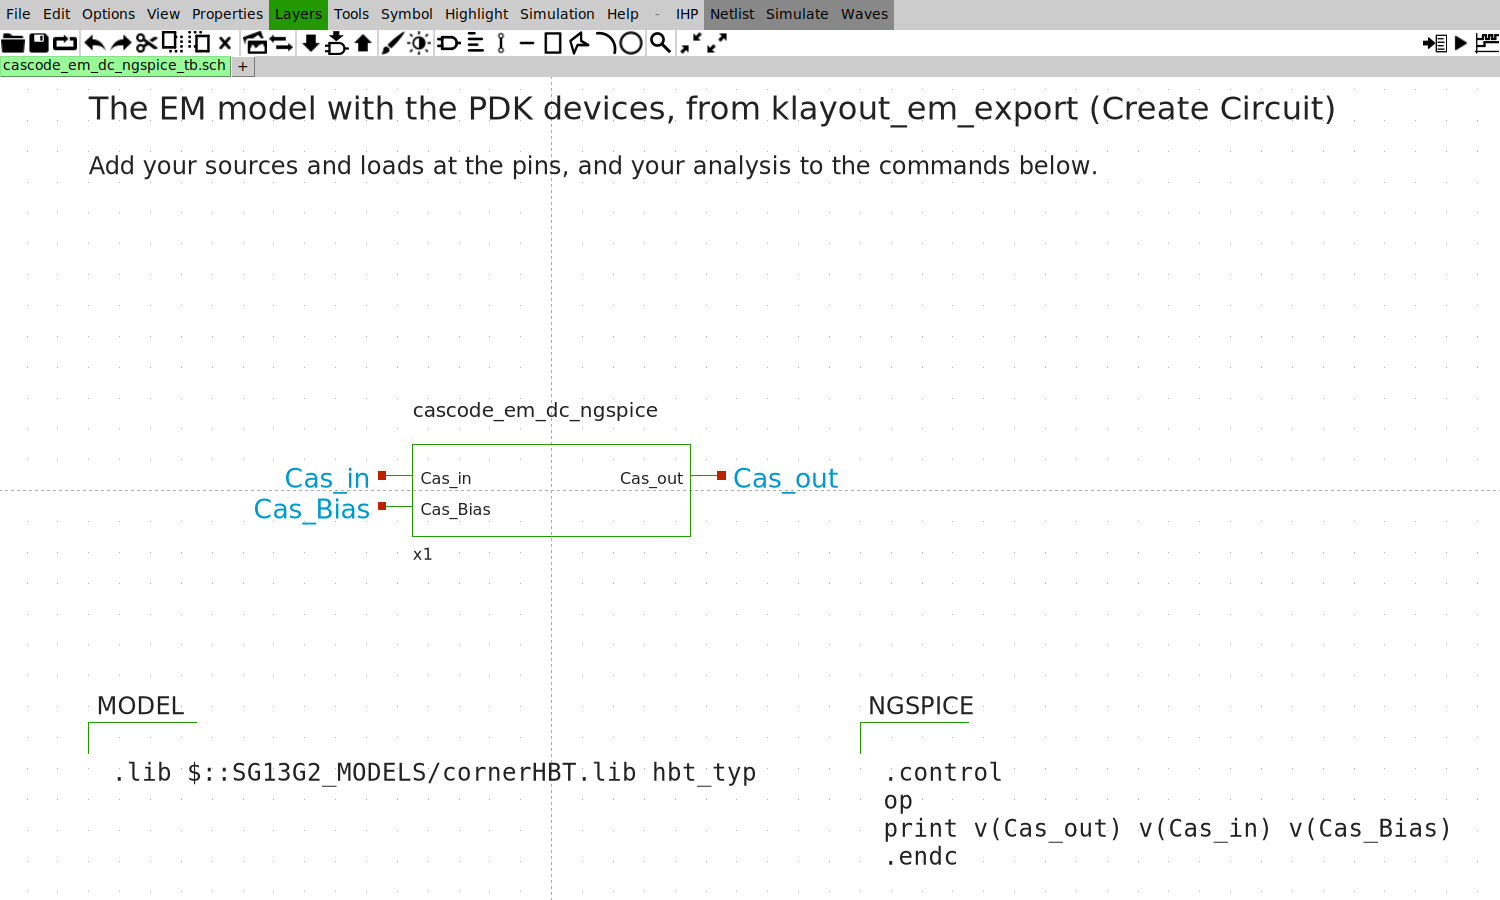 File Edit Options View Properties Layers Tools Symbol Highlight Simulation Help - IHP Netlist Simulate Waves
cascode_em_dc_ngspice_tb.sch +
The EM model with the PDK devices, from klayout_em_export (Create Circuit)
Add your sources and loads at the pins, and your analysis to the commands below.
cascode_em_dc_ngspice
Cas_in Cas_in Cas_out Cas_out
Cas_Bias Cas_Bias
x1
MODEL
.lib $::SG13G2_MODELS/cornerHBT.lib hbt_typ
NGSPICE
.control
op
print v(Cas_out) v(Cas_in) v(Cas_Bias)
.endc